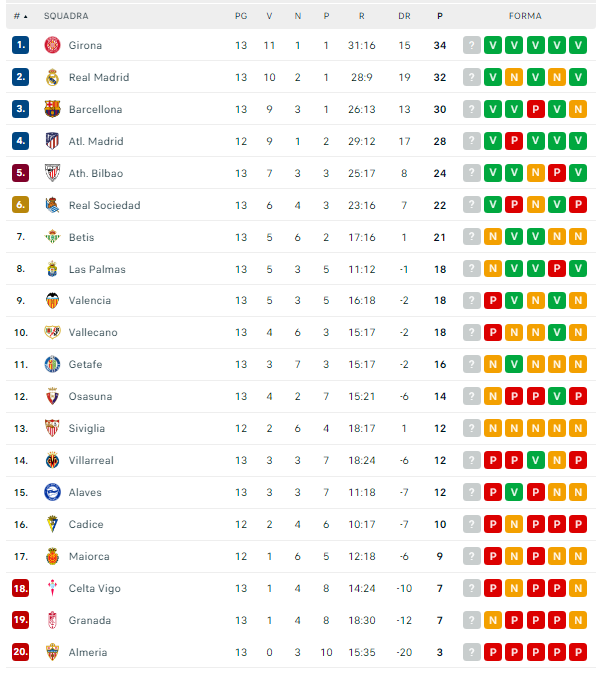 # SQUADRA PG V N P R DR P FORMA
1. Girona 13 11 1 1 31:16 15 34 ? V V V V V
2. Real Madrid 13 10 2 1 28:9 19 32 ? V N V N V
3. Barcellona 13 9 3 1 26:13 13 30 ? V V P V N
4. Atl. Madrid 12 9 1 2 29:12 17 28 ? V P V V V
5. Ath. Bilbao 13 7 3 3 25:17 8 24 ? V V N P V
6. Real Sociedad 13 6 4 3 23:16 7 22 ? V P N V P
7. Betis 13 5 6 2 17:16 1 21 ? N V V N N
8. Las Palmas 13 5 3 5 11:12 -1 18 ? N V V P V
9. Valencia 13 5 3 5 16:18 -2 18 ? P V N V N
10. Vallecano 13 4 6 3 15:17 -2 18 ? P N N V N
11. Getafe 13 3 7 3 15:17 -2 16 ? N V N N N
12. Osasuna 13 4 2 7 15:21 -6 14 ? N P P V P
13. Siviglia 12 2 6 4 18:17 1 12 ? N N N N N
14. Villarreal 13 3 3 7 18:24 -6 12 ? P P V N P
15. Alaves 13 3 3 7 11:18 -7 12 ? P V P N N
16. Cadice 12 2 4 6 10:17 -7 10 ? P N P P P
17. Maiorca 12 1 6 5 12:18 -6 9 ? P N P N N
18. Celta Vigo 13 1 4 8 14:24 -10 7 ? P N P P N
19. Granada 13 1 4 8 18:30 -12 7 ? N P P P N
20. Almeria 13 0 3 10 15:35 -20 3 ? P P P P P